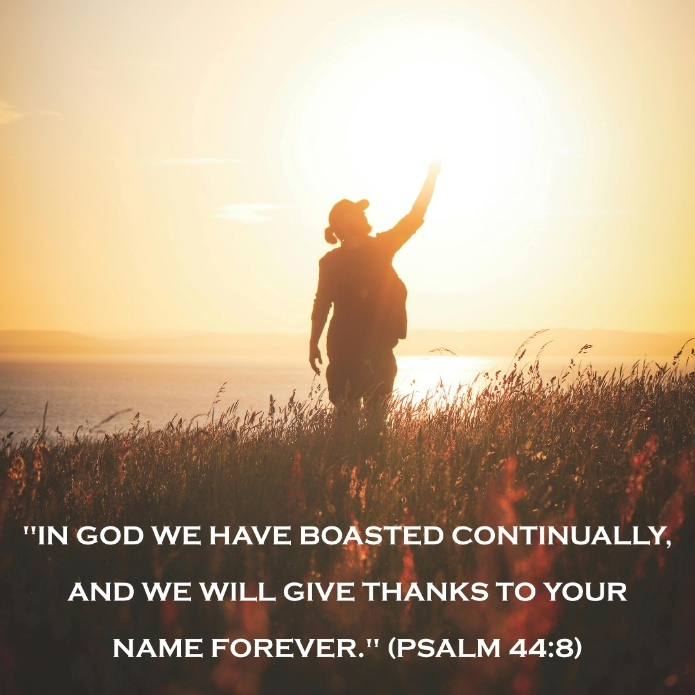 "IN GOD WE HAVE BOASTED CONTINUALLY,
AND WE WILL GIVE THANKS TO YOUR
NAME FOREVER." (PSALM 44:8)